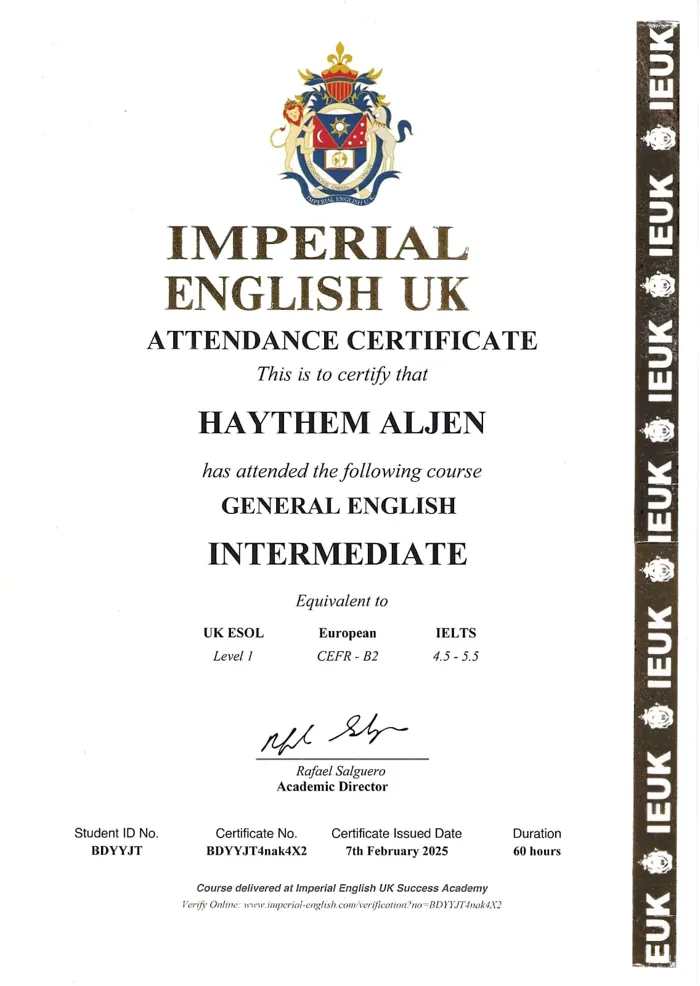 IMPERIAL ENGLISH U.K
IMPERIAL
ENGLISH UK
ATTENDANCE CERTIFICATE
This is to certify that
HAYTHEM ALJEN
has attended the following course
GENERAL ENGLISH
INTERMEDIATE
Equivalent to
UK ESOL European IELTS
Level 1 CEFR - B2 4.5 - 5.5
Rafael Salguero
Academic Director
Student ID No. Certificate No. Certificate Issued Date Duration
BDYYJT BDYYJT4nak4X2 7th February 2025 60 hours
Course delivered at Imperial English UK Success Academy
Verify Online: www.imperial-english.com/verification?no=BDYYJT4nak4X2
EUK IEUK IEUK IEUK IEUK IEUK IEUK